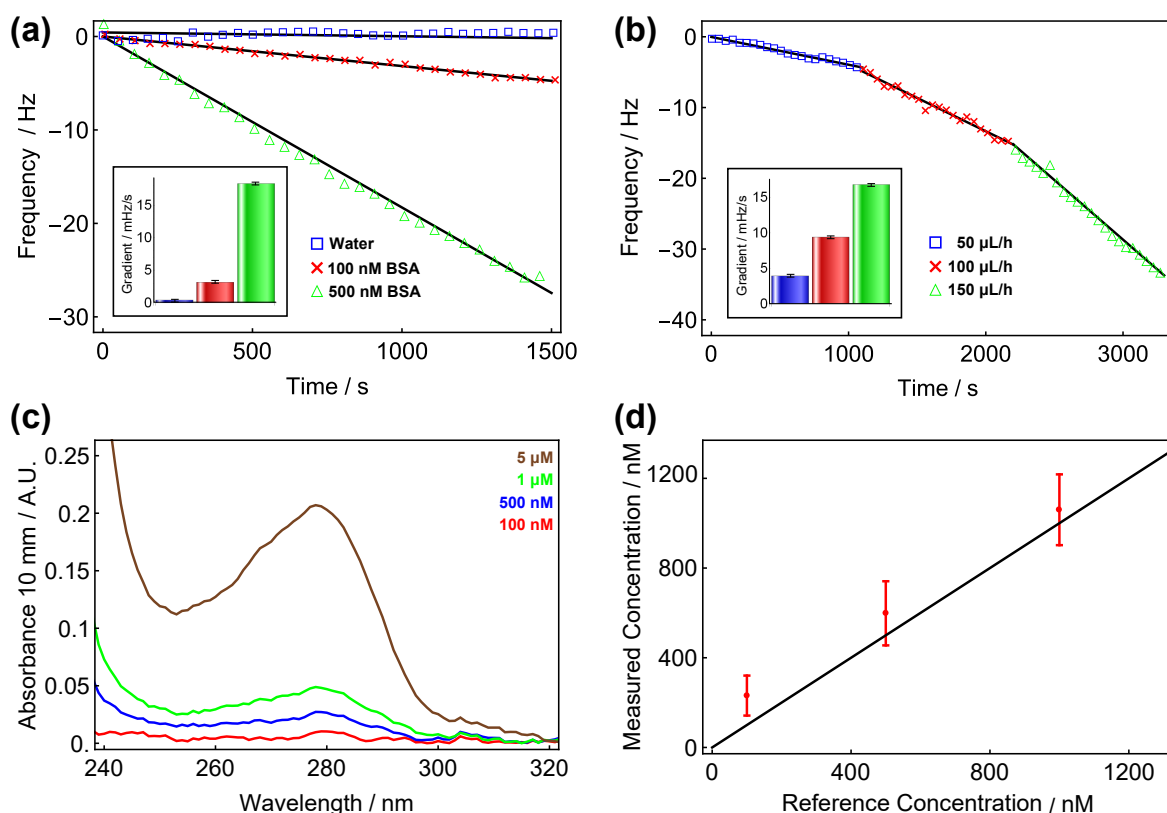 (a)
0
−10
−20
−30
Frequency / Hz
0
500
1000
1500
Time / s
Gradient / mHz/s
15
10
5
0
Water
100 nM BSA
500 nM BSA
(b)
0
−10
−20
−30
−40
Frequency / Hz
0
1000
2000
3000
Time / s
Gradient / mHz/s
15
10
5
0
50 µL/h
100 µL/h
150 µL/h
(c)
0.25
0.2
0.15
0.1
0.05
0.
Absorbance 10 mm / A.U.
240
260
280
300
320
Wavelength / nm
5 µM
1 µM
500 nM
100 nM
(d)
1200
800
400
0
Measured Concentration / nM
0
400
800
1200
Reference Concentration / nM